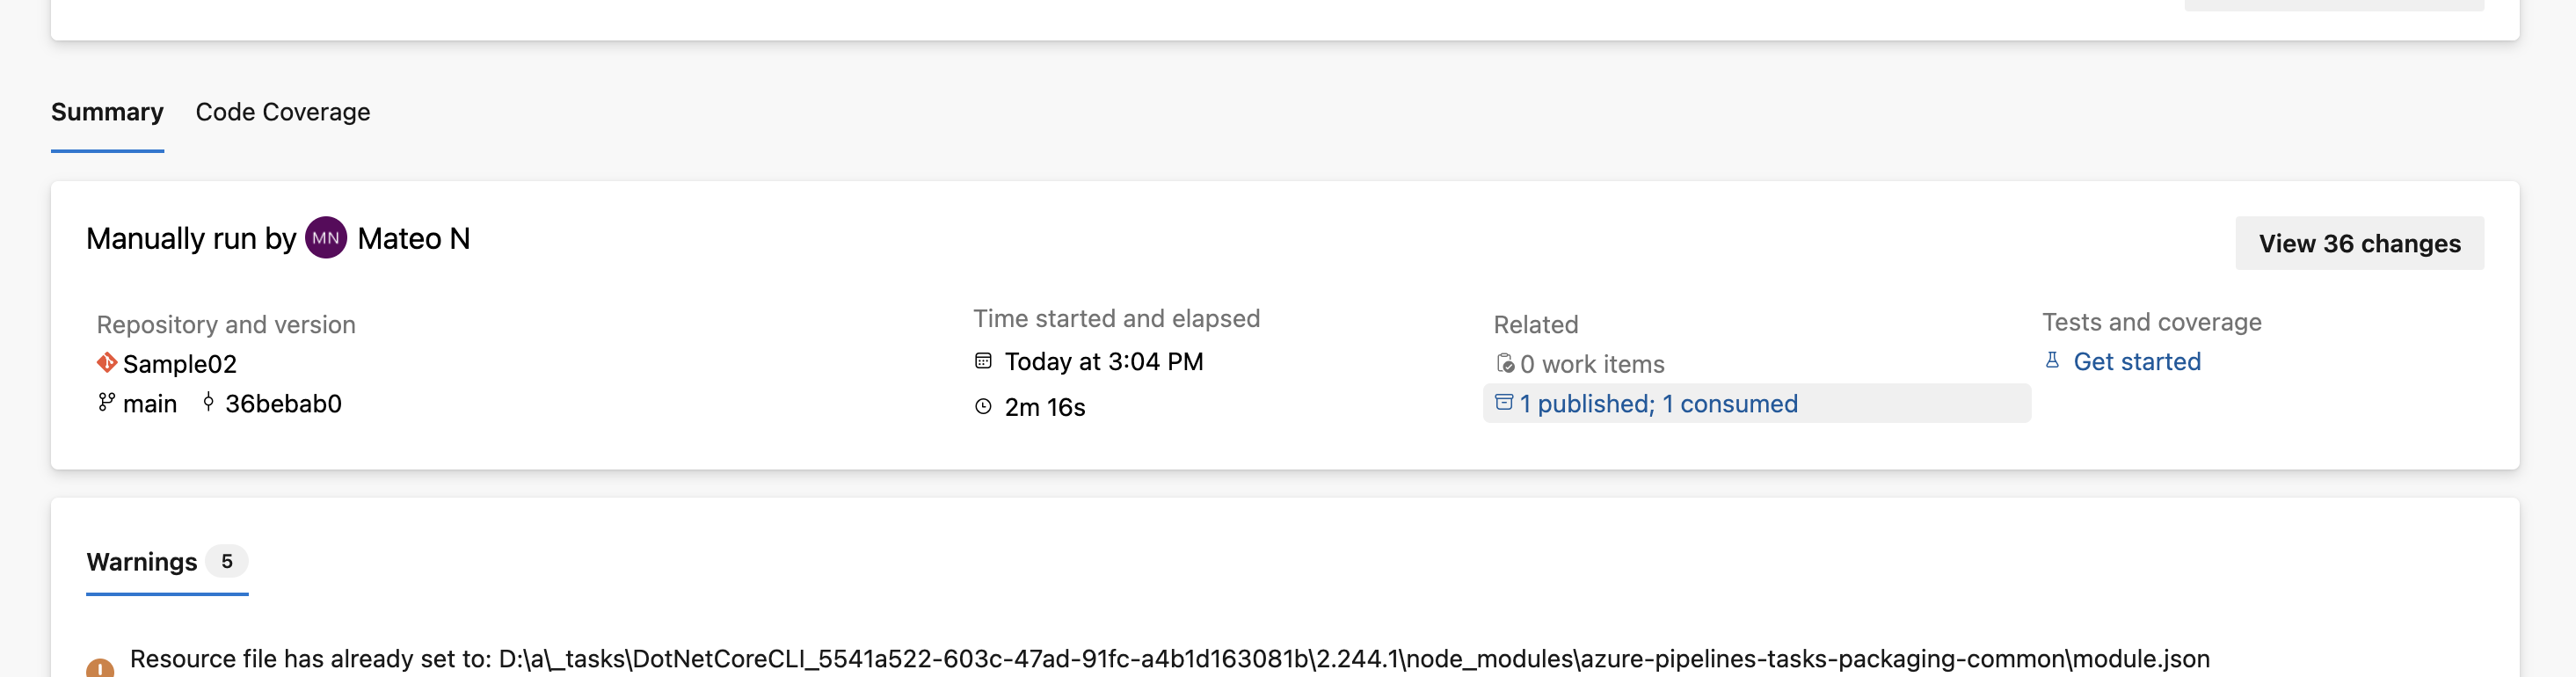 Summary Code Coverage
Manually run by MN Mateo N
View 36 changes
Repository and version
Sample02
main 36bebab0
Time started and elapsed
Today at 3:04 PM
2m 16s
Related
0 work items
1 published; 1 consumed
Tests and coverage
Get started
Warnings 5
Resource file has already set to: D:\a\_tasks\DotNetCoreCLI_5541a522-603c-47ad-91fc-a4b1d163081b\2.244.1\node_modules\azure-pipelines-tasks-packaging-common\module.json